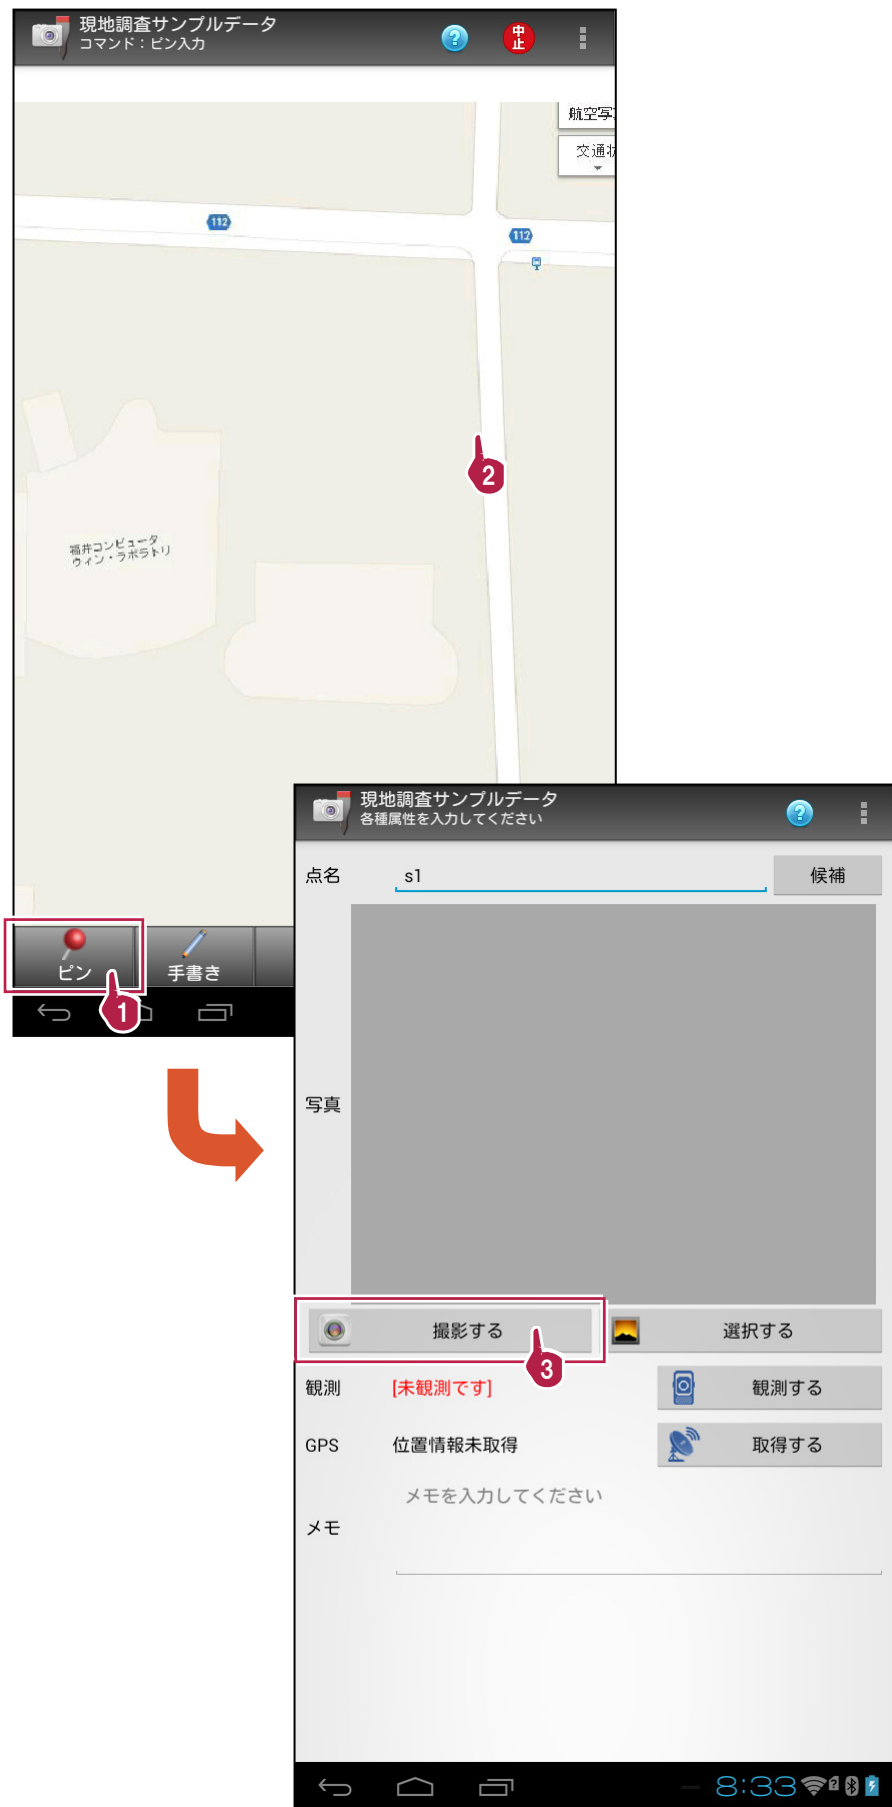 現地調査サンプルデータ
コマンド：ピン入力
?
中止
航空写
交通状
112
112
2
福井コンピュータ
ウィン・ラボラトリ
ピン
手書き
1
現地調査サンプルデータ
各種属性を入力してください
?
点名
s1
候補
写真
撮影する
選択する
3
観測
[未観測です]
観測する
GPS
位置情報未取得
取得する
メモを入力してください
メモ
8:33